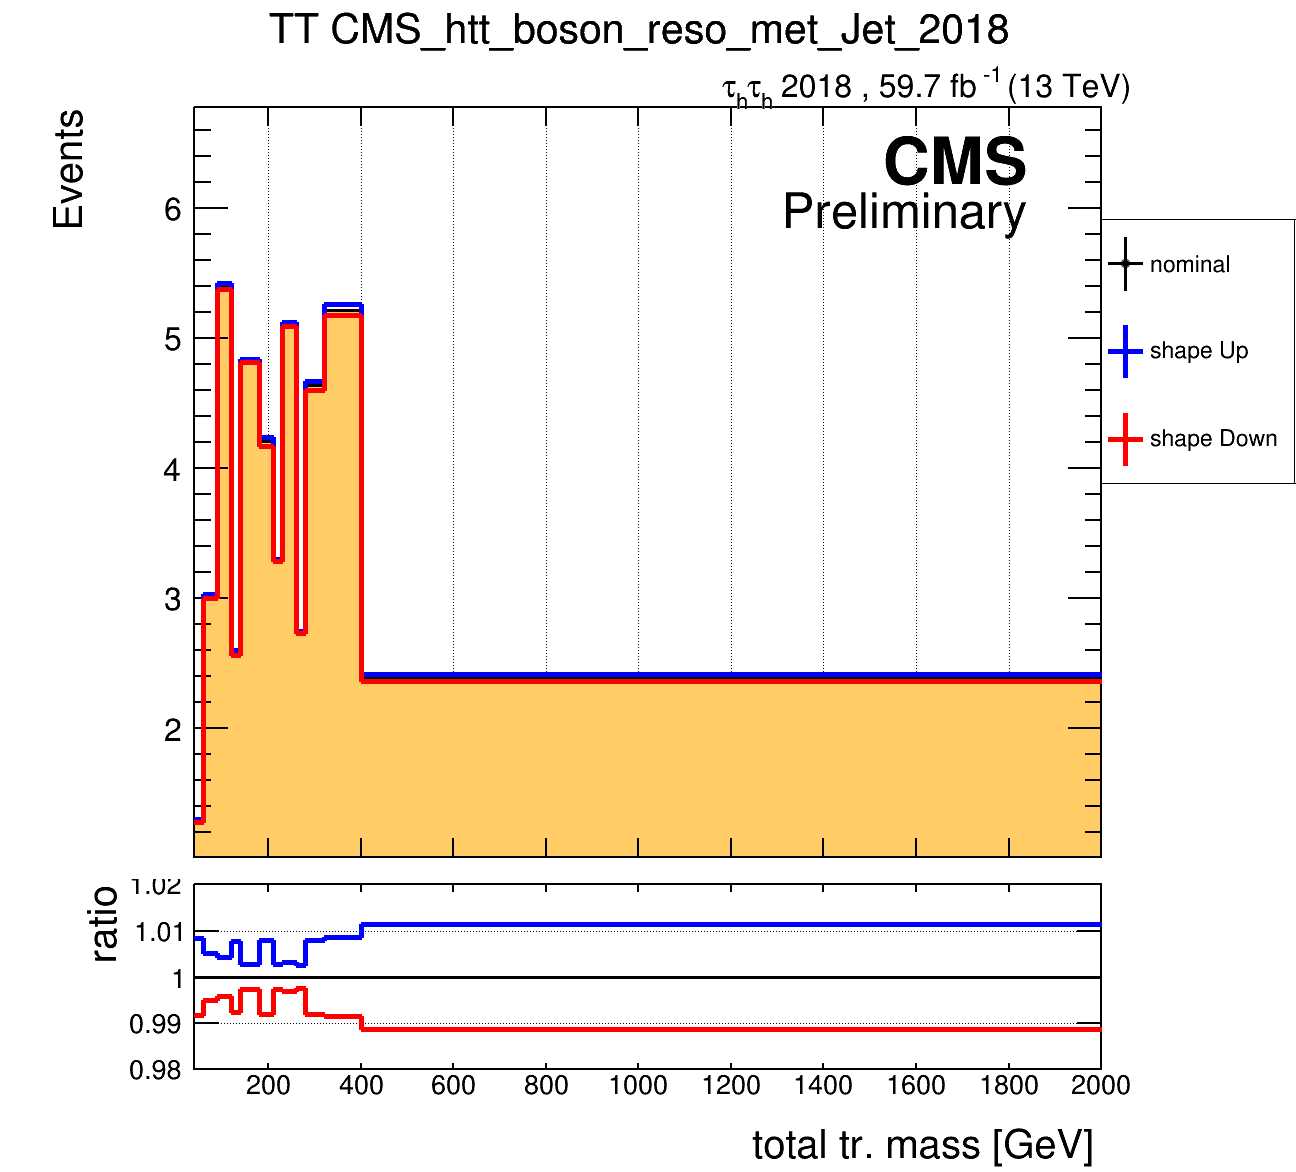 TT CMS_htt_boson_reso_met_Jet_2018
τhτh 2018 , 59.7 fb -1 (13 TeV)
Events
CMS
Preliminary
6
5
4
3
2
nominal
shape Up
shape Down
ratio
1.02
1.01
1
0.99
0.98
200 400 600 800 1000 1200 1400 1600 1800 2000
total tr. mass [GeV]